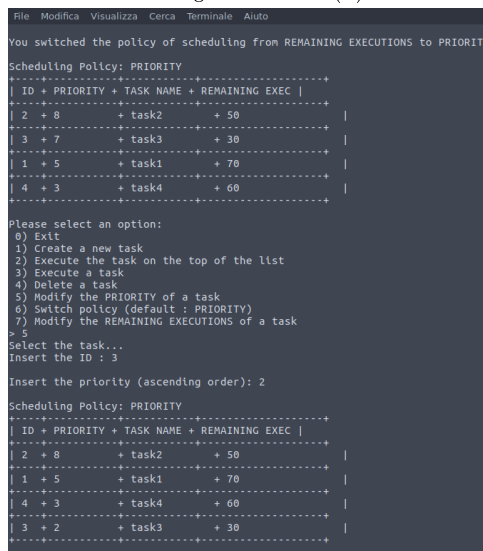 File Modifica Visualizza Cerca Terminale Aiuto
You switched the policy of scheduling from REMAINING EXECUTIONS to PRIORIT
Scheduling Policy: PRIORITY
+----+-----------+-----------+-------------------+
| ID + PRIORITY + TASK NAME + REMAINING EXEC |
+----+-----------+-----------+-------------------+
| 2 + 8 + task2 + 50 |
+----+-----------+-----------+-------------------+
| 3 + 7 + task3 + 30 |
+----+-----------+-----------+-------------------+
| 1 + 5 + task1 + 70 |
+----+-----------+-----------+-------------------+
| 4 + 3 + task4 + 60 |
+----+-----------+-----------+-------------------+
Please select an option:
0) Exit
1) Create a new task
2) Execute the task on the top of the list
3) Execute a task
4) Delete a task
5) Modify the PRIORITY of a task
6) Switch policy (default : PRIORITY)
7) Modify the REMAINING EXECUTIONS of a task
> 5
Select the task...
Insert the ID : 3
Insert the priority (ascending order): 2
Scheduling Policy: PRIORITY
+----+-----------+-----------+-------------------+
| ID + PRIORITY + TASK NAME + REMAINING EXEC |
+----+-----------+-----------+-------------------+
| 2 + 8 + task2 + 50 |
+----+-----------+-----------+-------------------+
| 1 + 5 + task1 + 70 |
+----+-----------+-----------+-------------------+
| 4 + 3 + task4 + 60 |
+----+-----------+-----------+-------------------+
| 3 + 2 + task3 + 30 |
+----+-----------+-----------+-------------------+